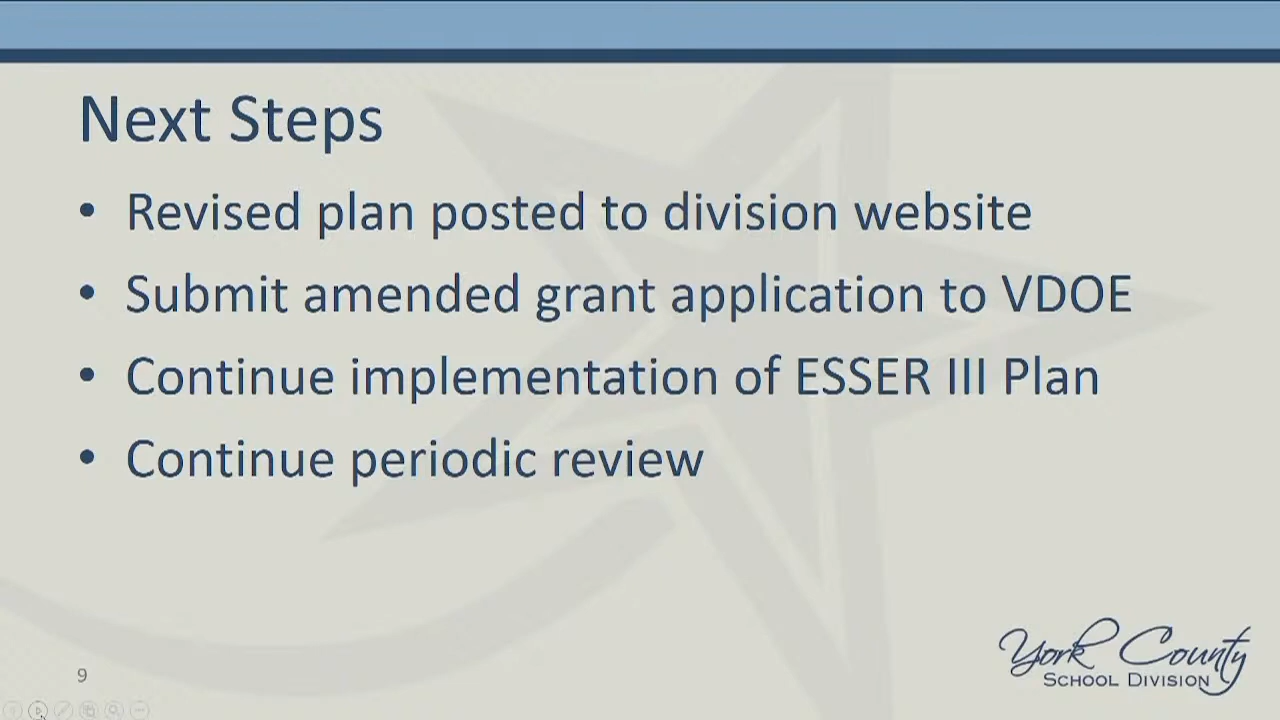 Next Steps
• Revised plan posted to division website
• Submit amended grant application to VDOE
• Continue implementation of ESSER III Plan
• Continue periodic review
York County
SCHOOL DIVISION
9